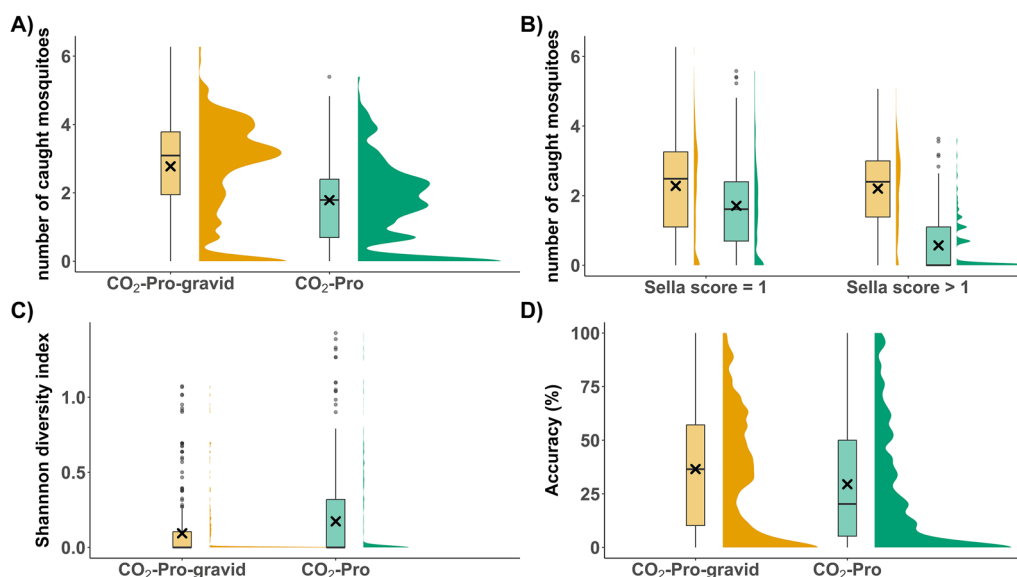 A)
number of caught mosquitoes
6
4
2
0
CO₂-Pro-gravid CO₂-Pro
B)
number of caught mosquitoes
6
4
2
0
Sella score = 1 Sella score > 1
C)
Shannnon diversity index
1.0
0.5
0.0
CO₂-Pro-gravid CO₂-Pro
D)
Accuracy (%)
100
75
50
25
0
CO₂-Pro-gravid CO₂-Pro